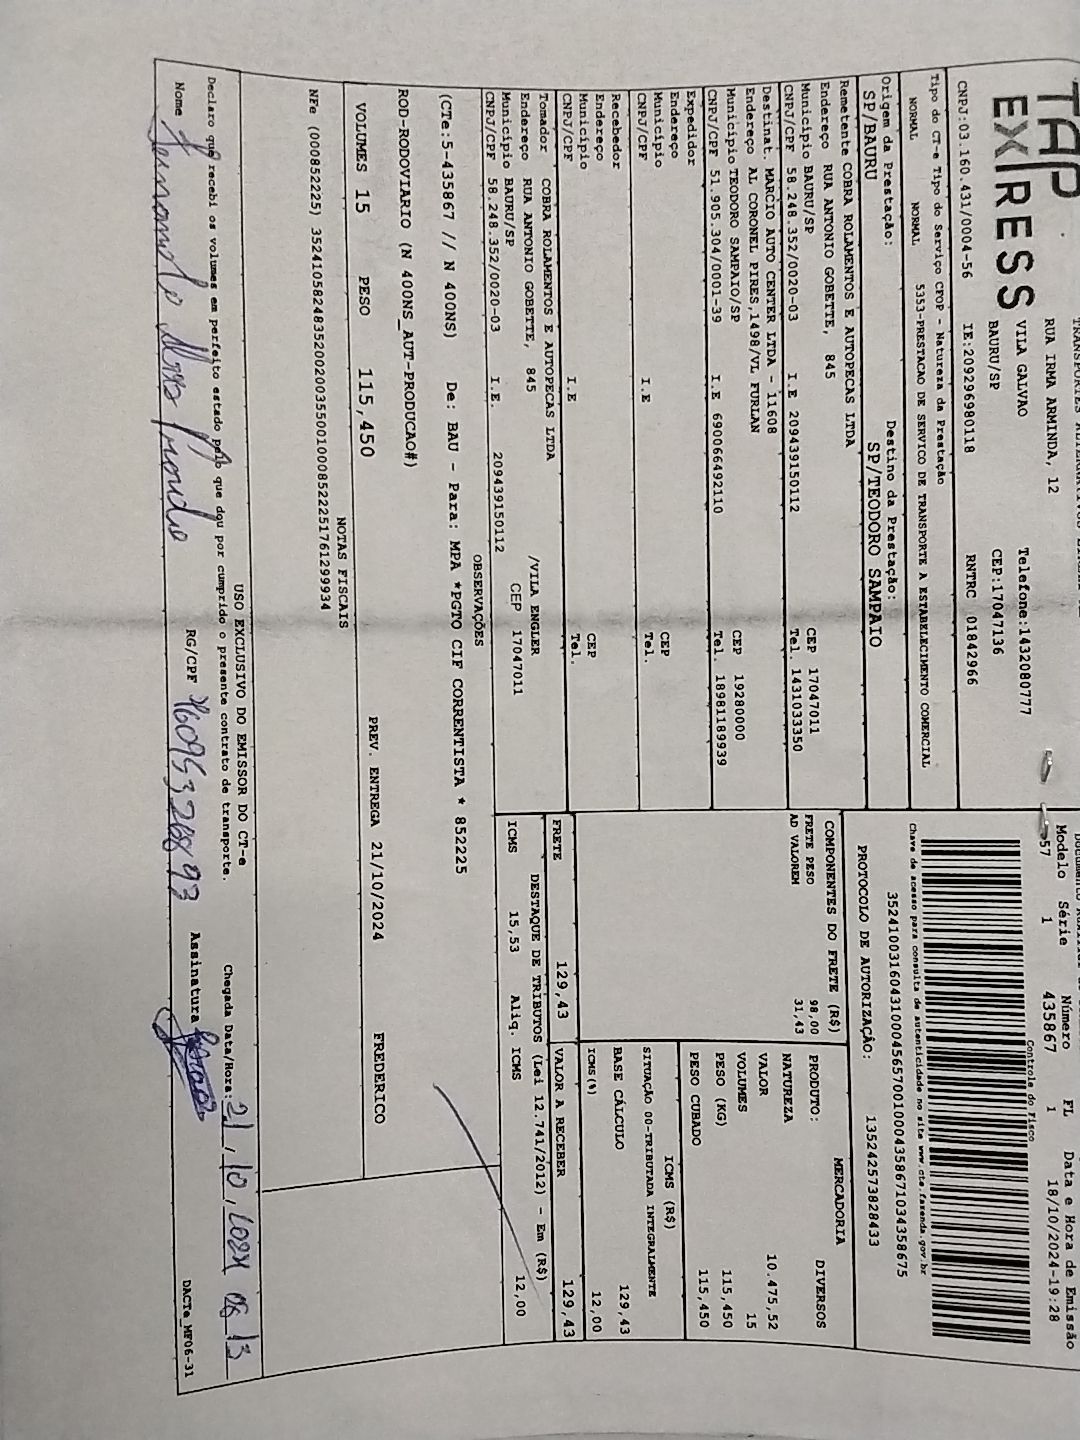 TAP
EXPRESS
RUA IRMA ARMINDA, 12
VILA GALVAO
BAURU/SP
Telefone:1432080777
CEP:17047136
CNPJ:03.160.431/0004-56 IE:209296980118 RNTRC 01842966
Modelo Série Número FL Data e Hora de Emissão
57 1 435867 1 18/10/2024-19:28
Controle do Fisco
Chave de acesso para consulta de autenticidade no site www.cte.fazenda.gov.br
35241003160431000456570010004358671034358675
PROTOCOLO DE AUTORIZAÇÃO: 135242573828433
Tipo do CT-e Tipo do Serviço CFOP - Natureza da Prestação
NORMAL NORMAL 5353-PRESTACAO DE SERVICO DE TRANSPORTE A ESTABELECIMENTO COMERCIAL
Origem da Prestação: Destino da Prestação:
SP/BAURU SP/TEODORO SAMPAIO
Remetente COBRA ROLAMENTOS E AUTOPECAS LTDA
Endereço RUA ANTONIO GOBETTE, 845
Município BAURU/SP CEP 17047011
CNPJ/CPF 58.248.352/0020-03 I.E 209439150112 Tel. 1431033350
Destinat. MARCIO AUTO CENTER LTDA - 11608
Endereço AL CORONEL PIRES,1498/VL FURLAN
Município TEODORO SAMPAIO/SP CEP 19280000
CNPJ/CPF 51.905.304/0001-39 I.E 690066492110 Tel. 18981189939
Expedidor
Endereço
Município CEP
CNPJ/CPF I.E Tel.
Recebedor
Endereço
Município CEP
CNPJ/CPF I.E Tel.
Tomador COBRA ROLAMENTOS E AUTOPECAS LTDA
Endereço RUA ANTONIO GOBETTE, 845 /VILA ENGLER
Município BAURU/SP CEP 17047011
CNPJ/CPF 58.248.352/0020-03 I.E. 209439150112
COMPONENTES DO FRETE (R$)
FRETE PESO 98,00
AD VALOREM 31,43
FRETE 129,43
PRODUTO: MERCADORIA
NATUREZA DIVERSOS
VALOR 10.475,52
VOLUMES 15
PESO (KG) 115,450
PESO CUBADO 115,450
ICMS (R$)
SITUAÇÃO 00-TRIBUTADA INTEGRALMENTE
BASE CÁLCULO 129,43
ICMS (%) 12,00
VALOR A RECEBER 129,43
DESTAQUE DE TRIBUTOS (Lei 12.741/2012) - Em (R$)
ICMS 15,53 Aliq. ICMS 12,00
OBSERVAÇÕES
(CTe:5-435867 // N 400NS) De: BAU - Para: MPA *PGTO CIF CORRENTISTA * 852225
ROD-RODOVIARIO (N 400NS_AUT-PRODUCAO#)
VOLUMES 15 PESO 115,450 PREV. ENTREGA 21/10/2024 FREDERICO
NOTAS FISCAIS
NFe (000852225) 35241058248352002003550010008522251761299934
USO EXCLUSIVO DO EMISSOR DO CT-e
Declaro que recebi os volumes em perfeito estado pelo que dou por cumprido o presente contrato de transporte. Chegada Data/Hora: 21/10/2024
Nome RG/CPF Assinatura
DACTe_MF06-31